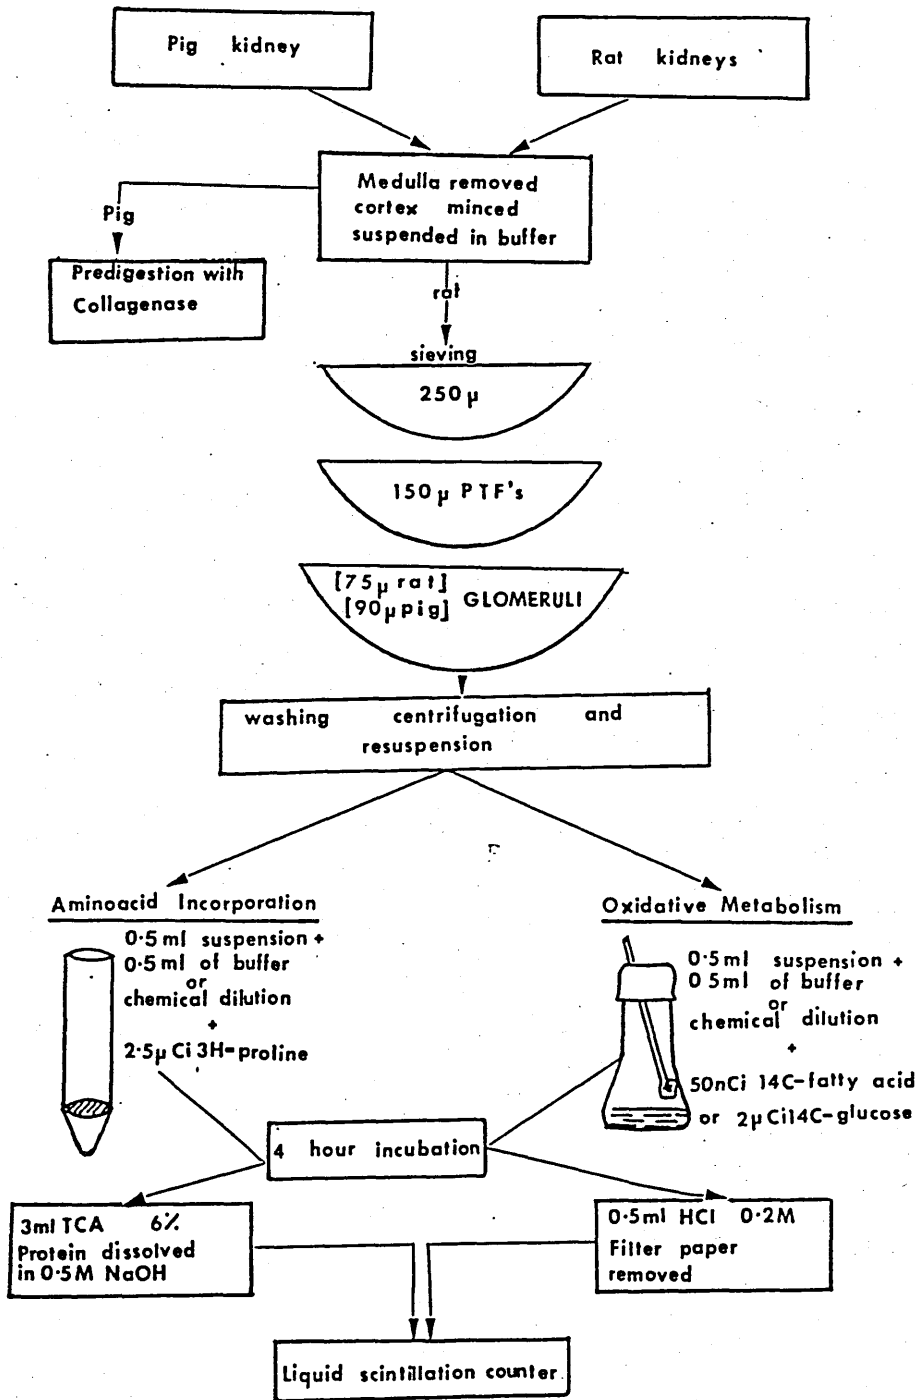 Pig kidney
Rat kidneys
Medulla removed
cortex minced
suspended in buffer
Pig
Predigestion with
Collagenase
rat
sieving
250 µ
150 µ PTF's
[75µ rat]
[90µ pig] GLOMERULI
washing centrifugation and
resuspension
Aminoacid Incorporation
0·5 ml suspension +
0·5 ml of buffer
or
chemical dilution
+
2·5µ Ci 3H-proline
Oxidative Metabolism
0·5 ml suspension +
0 5 ml of buffer
or
chemical dilution
+
50nCi 14C-fatty acid
or 2µCi14C-glucose
4 hour incubation
3ml TCA 6%
Protein dissolved
in 0·5M NaOH
0·5ml HCl 0·2M
Filter paper
removed
Liquid scintillation counter